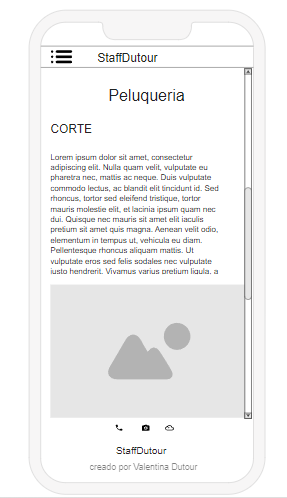 StaffDutour
Peluqueria
CORTE
Lorem ipsum dolor sit amet, consectetur
adipiscing elit. Nulla quam velit, vulputate eu
pharetra nec, mattis ac neque. Duis vulputate
commodo lectus, ac blandit elit tincidunt id. Sed
rhoncus, tortor sed eleifend tristique, tortor
mauris molestie elit, et lacinia ipsum quam nec
dui. Quisque nec mauris sit amet elit iaculis
pretium sit amet quis magna. Aenean velit odio,
elementum in tempus ut, vehicula eu diam.
Pellentesque rhoncus aliquam mattis. Ut
vulputate eros sed felis sodales nec vulputate
justo hendrerit. Vivamus varius pretium ligula, a
StaffDutour
creado por Valentina Dutour